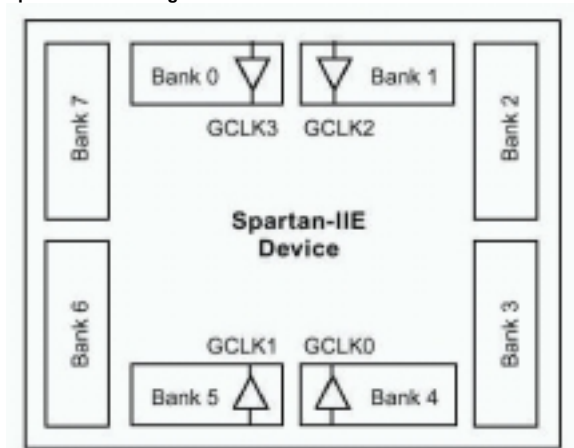 Bank 0
Bank 1
GCLK3
GCLK2
Bank 7
Bank 2
Spartan-IIE
Device
Bank 6
Bank 3
GCLK1
GCLK0
Bank 5
Bank 4